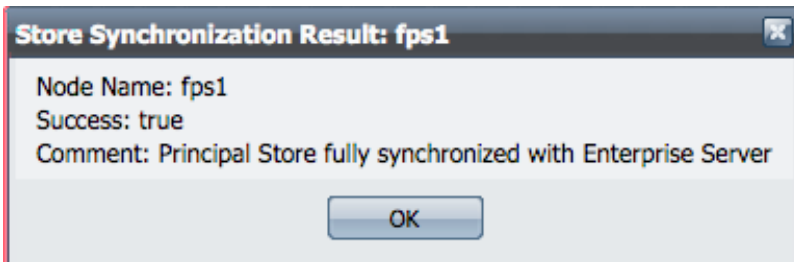 Store Synchronization Result: fps1
Node Name: fps1
Success: true
Comment: Principal Store fully synchronized with Enterprise Server
OK